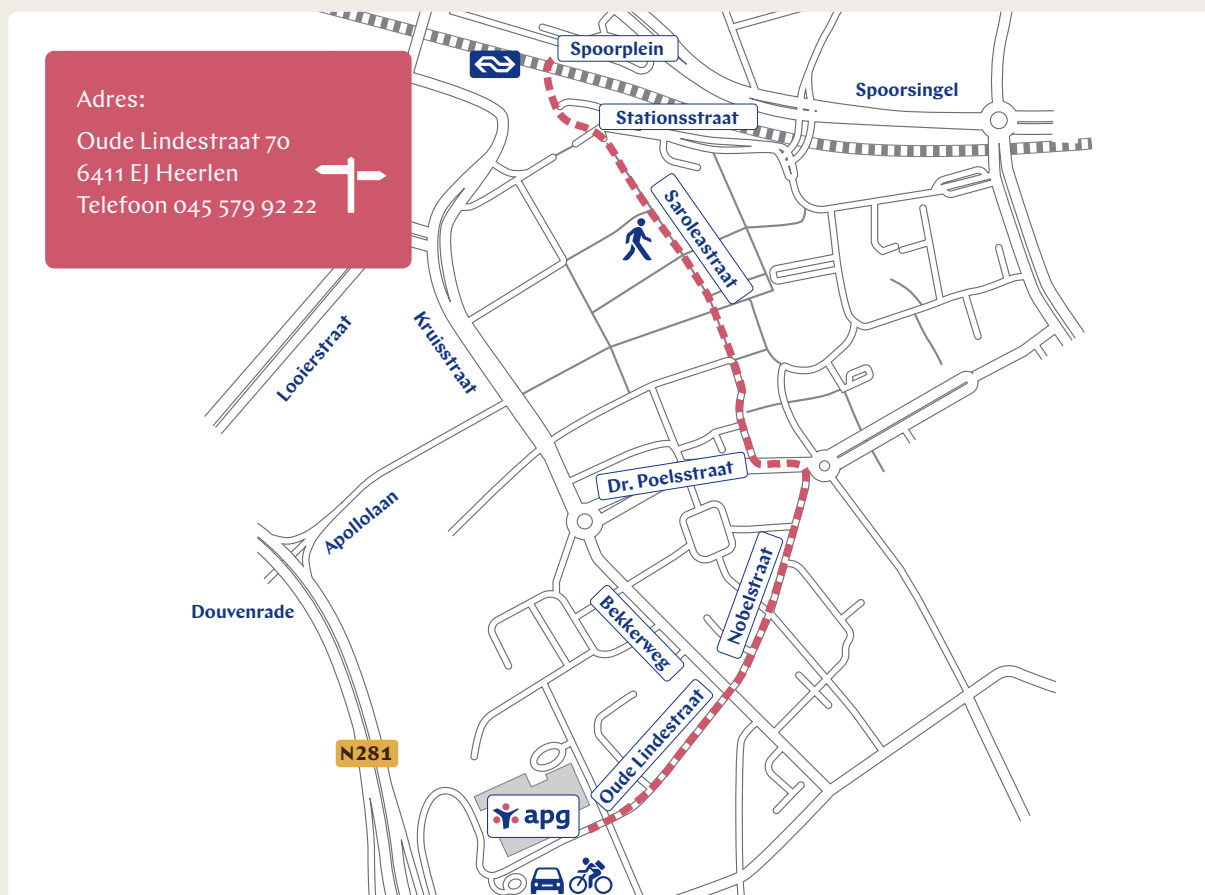 Adres:
Oude Lindestraat 70
6411 EJ Heerlen
Telefoon 045 579 92 22
Spoorplein
Spoorsingel
Stationsstraat
Saroleastraat
Looierstraat
Kruisstraat
Dr. Poelsstraat
Apollolaan
Nobelstraat
Douvenrade
Bekkerweg
Oude Lindestraat
N281
apg